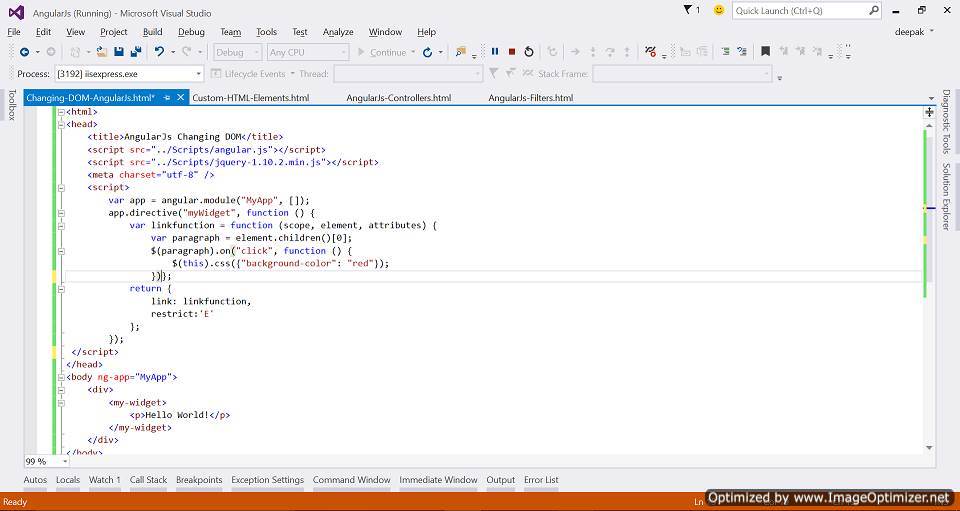 AngularJs (Running) - Microsoft Visual Studio
1
Quick Launch (Ctrl+Q)
File Edit View Project Build Debug Team Tools Test Analyze Window Help
deepak
Debug Any CPU Continue
Process: [3192] iisexpress.exe Lifecycle Events Thread: Stack Frame:
Toolbox
Changing-DOM-AngularJs.html* Custom-HTML-Elements.html AngularJs-Controllers.html AngularJs-Filters.html
Diagnostic Tools
Solution Explorer
<html>
<head>
<title>AngularJs Changing DOM</title>
<script src="../Scripts/angular.js"></script>
<script src="../Scripts/jquery-1.10.2.min.js"></script>
<meta charset="utf-8" />
<script>
var app = angular.module("MyApp", []);
app.directive("myWidget", function () {
var linkfunction = function (scope, element, attributes) {
var paragraph = element.children()[0];
$(paragraph).on("click", function () {
$(this).css({"background-color": "red"});
})};
return {
link: linkfunction,
restrict:'E'
};
});
</script>
</head>
<body ng-app="MyApp">
<div>
<my-widget>
<p>Hello World!</p>
</my-widget>
</div>
</body>
99 %
Autos Locals Watch 1 Call Stack Breakpoints Exception Settings Command Window Immediate Window Output Error List
Ready
Ln
Optimized by www.ImageOptimizer.net